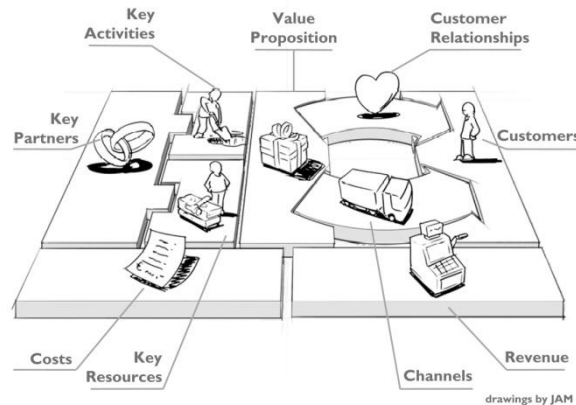 Key
Activities
Value
Proposition
Customer
Relationships
Key
Partners
Customers
Costs
Key
Resources
Channels
Revenue
drawings by JAM